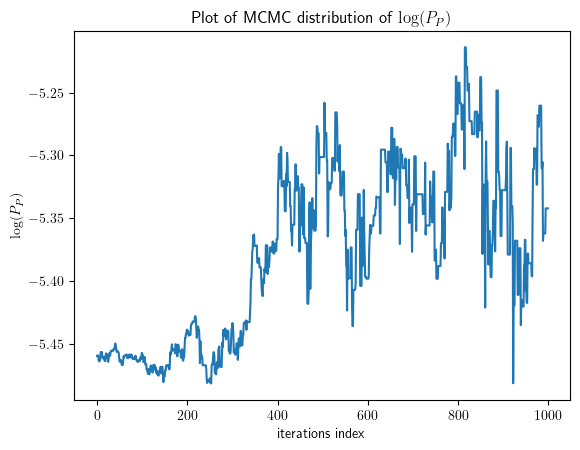 Plot of MCMC distribution of log(P_P)
log(P_P)
−5.25
−5.30
−5.35
−5.40
−5.45
0 200 400 600 800 1000
iterations index